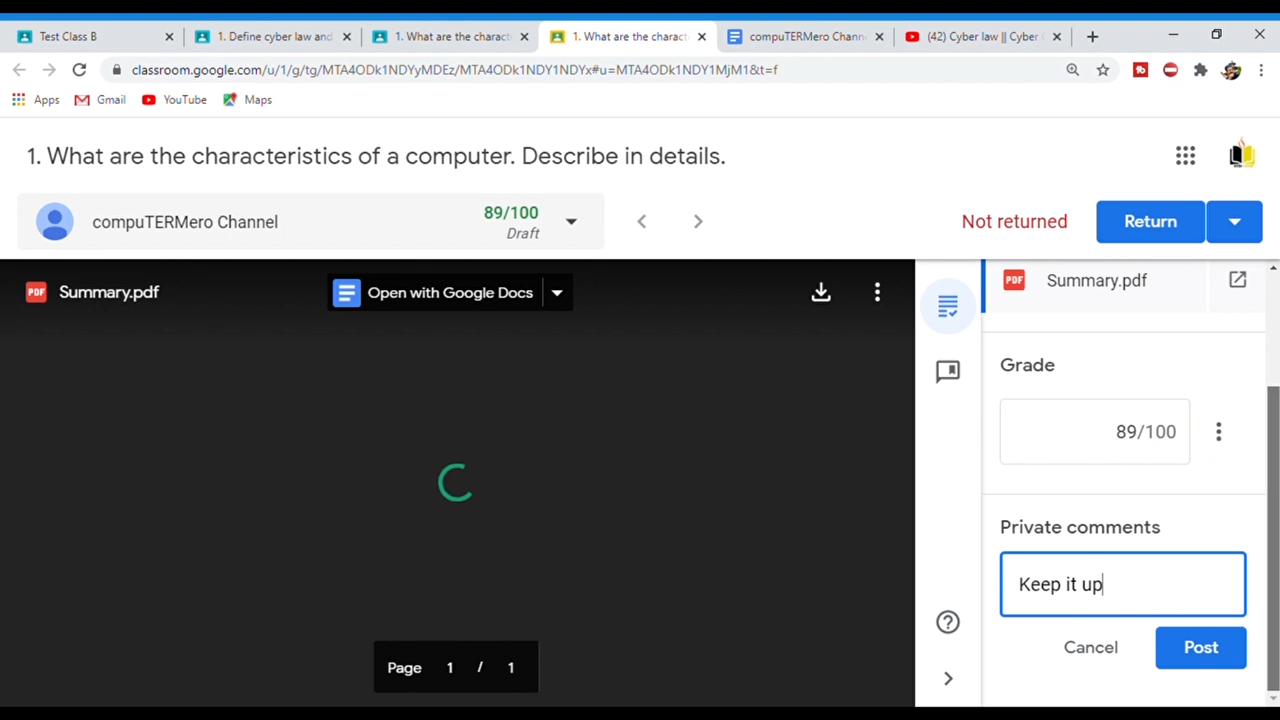 Test Class B
1. Define cyber law and
1. What are the charact
1. What are the charact
compuTERMero Chann
(42) Cyber law || Cyber
classroom.google.com/u/1/g/tg/MTA4ODk1NDYyMDEz/MTA4ODk1NDY1NDYx#u=MTA4ODk1NDY1MjM1&t=f
Apps
Gmail
YouTube
Maps
1. What are the characteristics of a computer. Describe in details.
compuTERMero Channel
89/100
Draft
Not returned
Return
PDF
Summary.pdf
Open with Google Docs
PDF
Summary.pdf
Grade
89/100
Private comments
Keep it up
Cancel
Post
Page 1 / 1